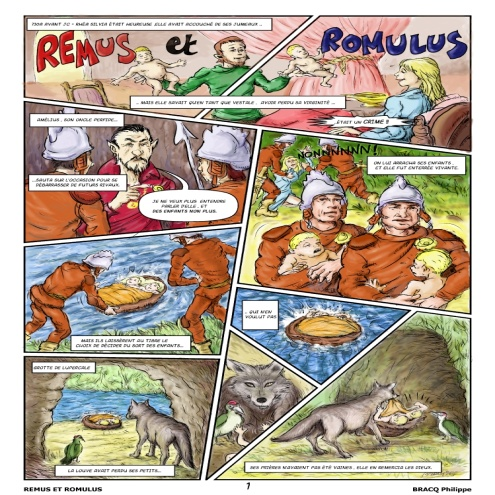 750R AVANT JC - RHÉA SILVIA ÉTAIT HEUREUSE .ELLE AVAIT ACCOUCHÉ DE SES JUMEAUX ...
REMUS et ROMULUS
... MAIS ELLE SAVAIT QU'EN TANT QUE VESTALE , AVOIR PERDU SA VIRGINITÉ ...
...ÉTAIT UN CRIME !!
AMÉLIUS , SON ONCLE PERFIDE...
...SAUTA SUR L'OCCASION POUR SE
DÉBARRASSER DE FUTURS RIVAUX.
JE NE VEUX PLUS ENTENDRE
PARLER D'ELLE , ET
DES ENFANTS NON PLUS.
NONNNNNNN!
ON LUI ARRACHA SES ENFANTS ,
ET ELLE FUT ENTERRÉE VIVANTE.
MAIS ILS LAISSÈRENT AU TIBRE LE
CHOIX DE DÉCIDER DU SORT DES ENFANTS...
.. QUI N'EN
VOULUT PAS
GROTTE DE LUPERCALE
LA LOUVE AVAIT PERDU SES PETITS...
SES PRIÈRES N'AVAIENT PAS ÉTÉ VAINES , ELLE EN REMERCIA LES DIEUX.
REMUS ET ROMULUS
1
BRACQ Philippe